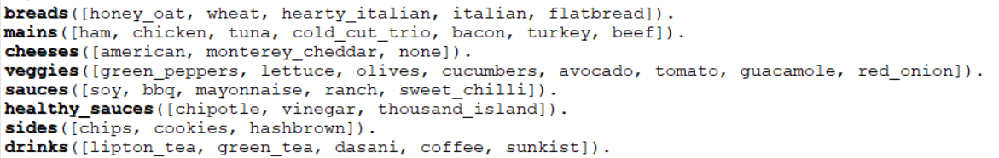 breads([honey_oat, wheat, hearty_italian, italian, flatbread]).
mains([ham, chicken, tuna, cold_cut_trio, bacon, turkey, beef]).
cheeses([american, monterey_cheddar, none]).
veggies([green_peppers, lettuce, olives, cucumbers, avocado, tomato, guacamole, red_onion]).
sauces([soy, bbq, mayonnaise, ranch, sweet_chilli]).
healthy_sauces([chipotle, vinegar, thousand_island]).
sides([chips, cookies, hashbrown]).
drinks([lipton_tea, green_tea, dasani, coffee, sunkist]).